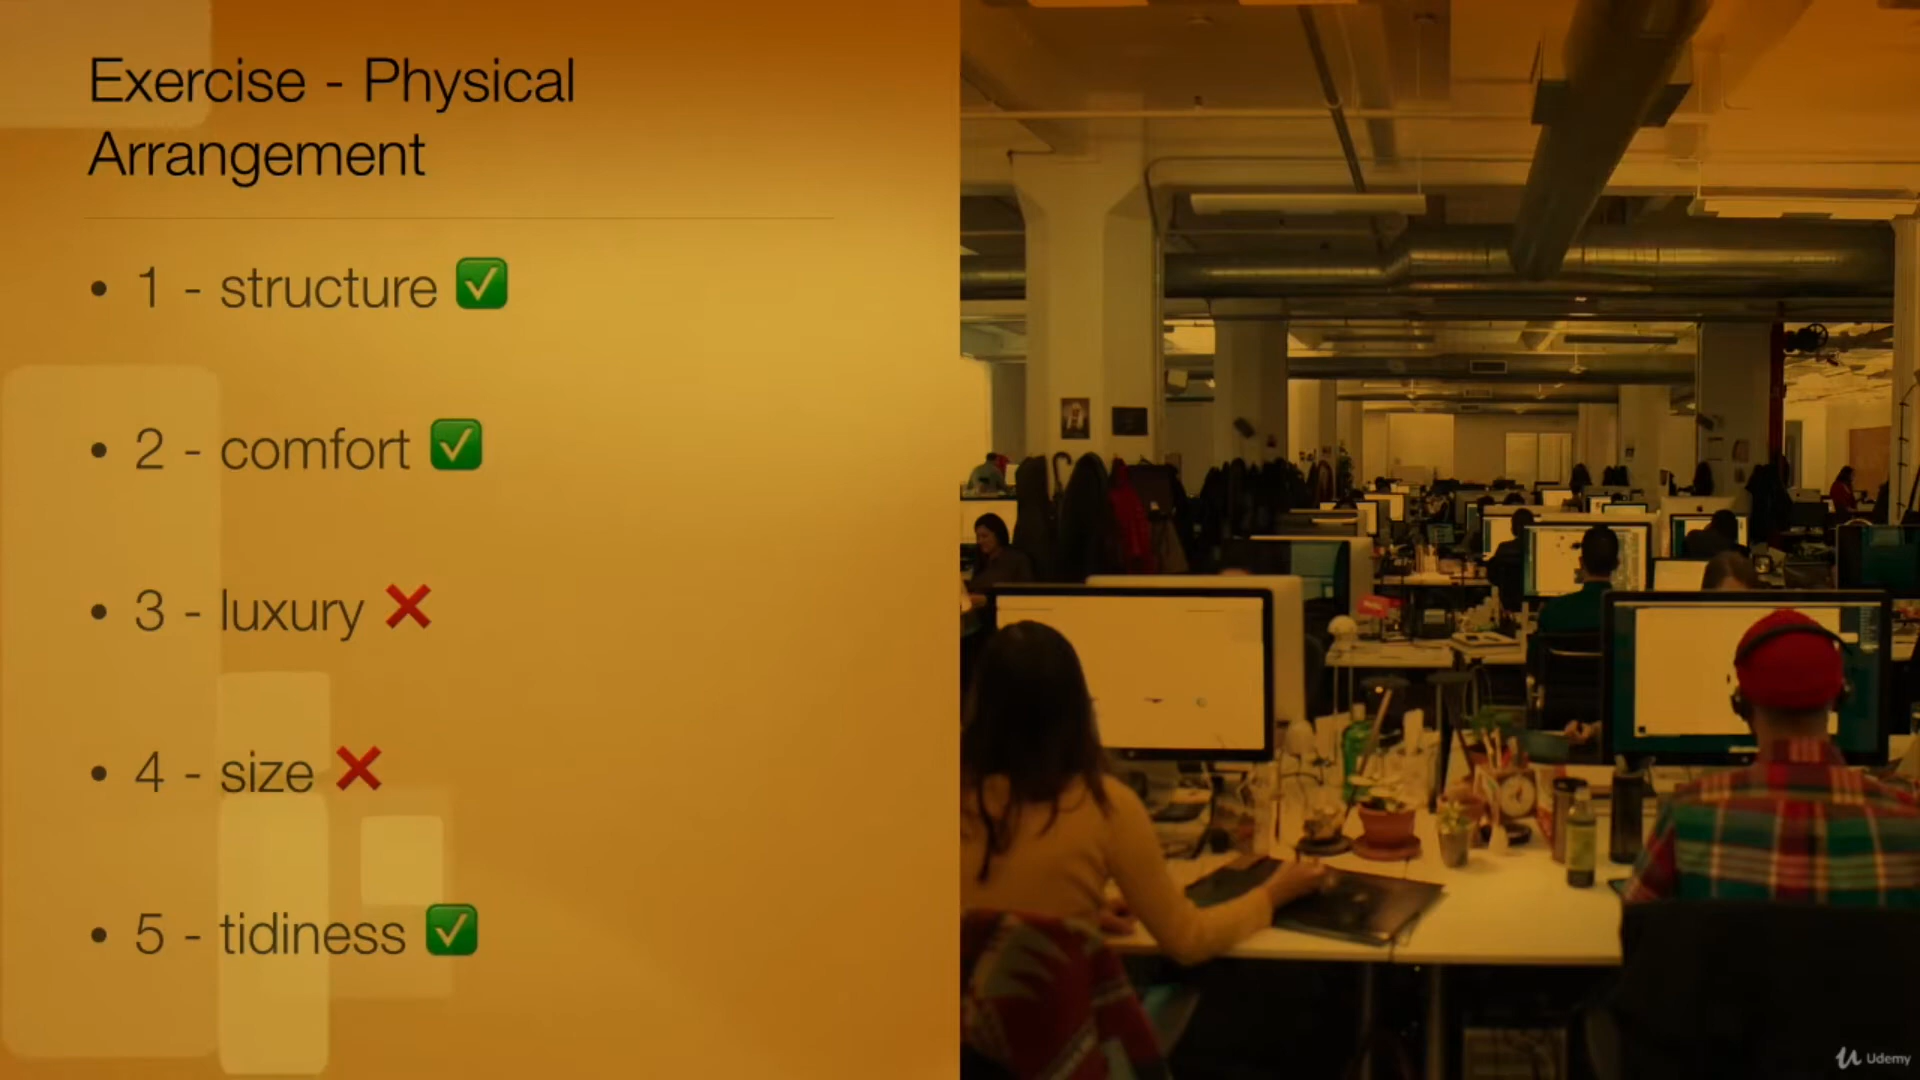 Exercise - Physical
Arrangement
• 1 - structure ✅
• 2 - comfort ✅
• 3 - luxury ❌
• 4 - size ❌
• 5 - tidiness ✅
Udemy